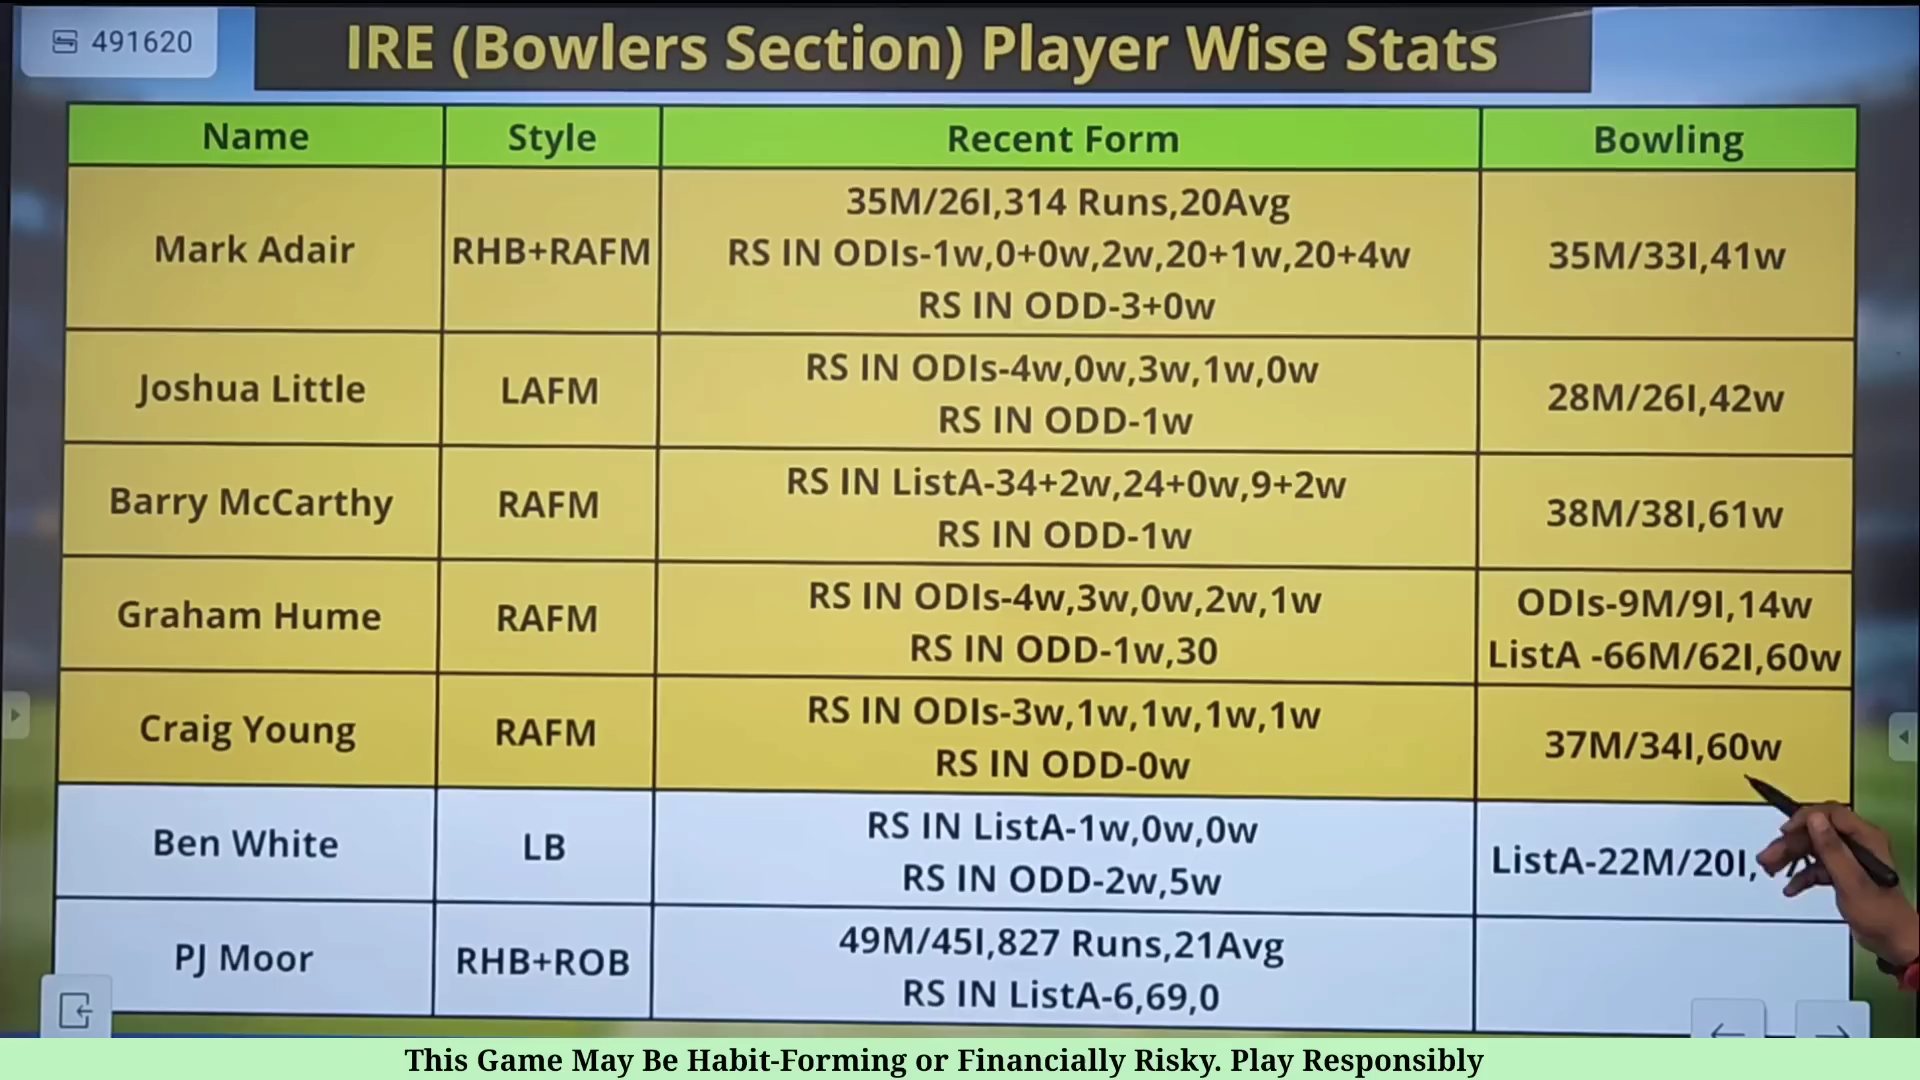 491620
IRE (Bowlers Section) Player Wise Stats
Name Style Recent Form Bowling
35M/26I,314 Runs,20Avg
Mark Adair RHB+RAFM RS IN ODIs-1w,0+0w,2w,20+1w,20+4w 35M/33I,41w
RS IN ODD-3+0w
RS IN ODIs-4w,0w,3w,1w,0w
Joshua Little LAFM 28M/26I,42w
RS IN ODD-1w
RS IN ListA-34+2w,24+0w,9+2w
Barry McCarthy RAFM 38M/38I,61w
RS IN ODD-1w
RS IN ODIs-4w,3w,0w,2w,1w ODIs-9M/9I,14w
Graham Hume RAFM
RS IN ODD-1w,30 ListA -66M/62I,60w
RS IN ODIs-3w,1w,1w,1w,1w
Craig Young RAFM 37M/34I,60w
RS IN ODD-0w
RS IN ListA-1w,0w,0w
Ben White LB ListA-22M/20I,
RS IN ODD-2w,5w
49M/45I,827 Runs,21Avg
PJ Moor RHB+ROB
RS IN ListA-6,69,0
This Game May Be Habit-Forming or Financially Risky. Play Responsibly